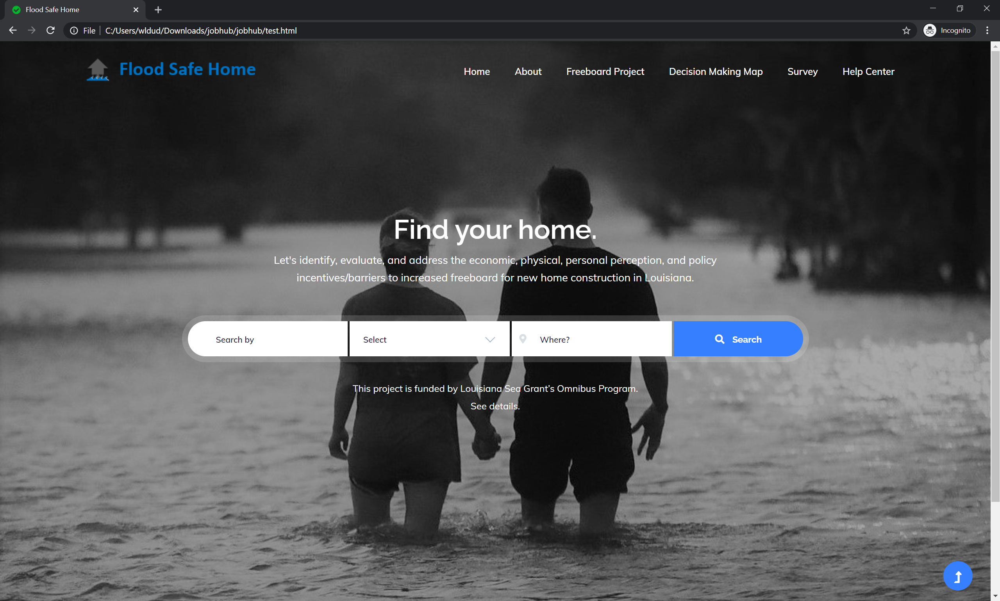 Flood Safe Home
File
C:/Users/wldud/Downloads/jobhub/jobhub/test.html
Incognito
Flood Safe Home
Home
About
Freeboard Project
Decision Making Map
Survey
Help Center
Find your home.
Let's identify, evaluate, and address the economic, physical, personal perception, and policy
incentives/barriers to increased freeboard for new home construction in Louisiana.
Search by
Select
Where?
Search
This project is funded by Louisiana Sea Grant’s Omnibus Program.
See details.